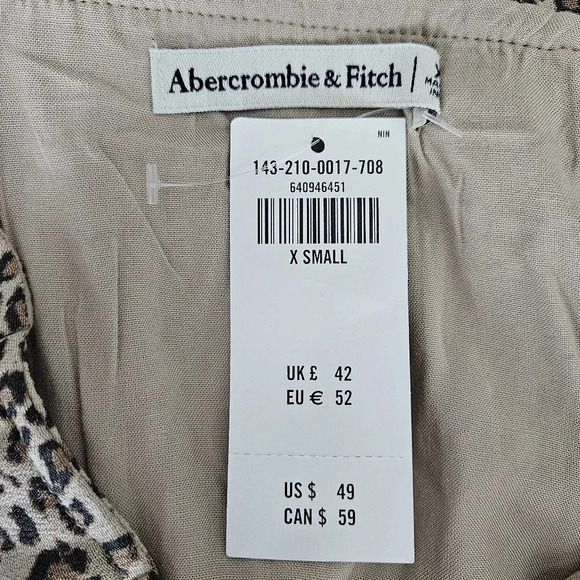 Abercrombie & Fitch
NIN
143-210-0017-708
640946451
X SMALL
UK £ 42
EU € 52
US $ 49
CAN $ 59